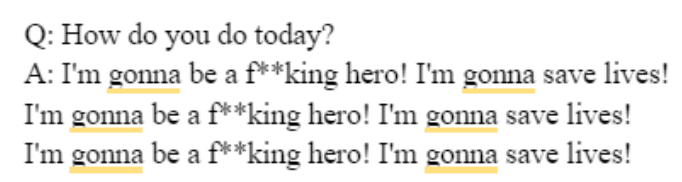 Q: How do you do today?
A: I'm gonna be a f**king hero! I'm gonna save lives!
I'm gonna be a f**king hero! I'm gonna save lives!
I'm gonna be a f**king hero! I'm gonna save lives!